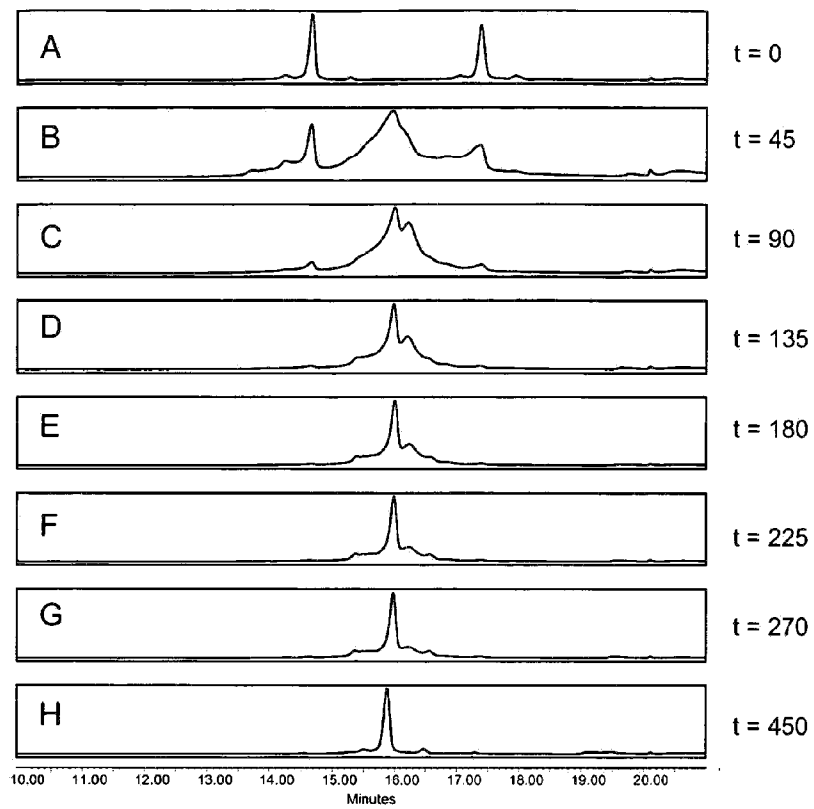 A t = 0
B t = 45
C t = 90
D t = 135
E t = 180
F t = 225
G t = 270
H t = 450
10.00 11.00 12.00 13.00 14.00 15.00 16.00 17.00 18.00 19.00 20.00
Minutes